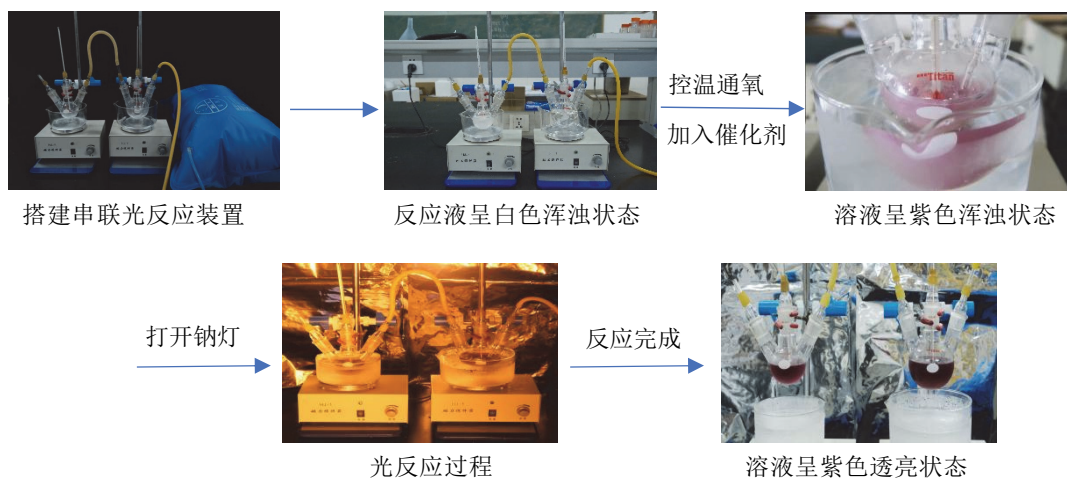 搭建串联光反应装置
反应液呈白色浑浊状态
控温通氧
加入催化剂
Titan
溶液呈紫色浑浊状态
打开钠灯
光反应过程
反应完成
溶液呈紫色透亮状态